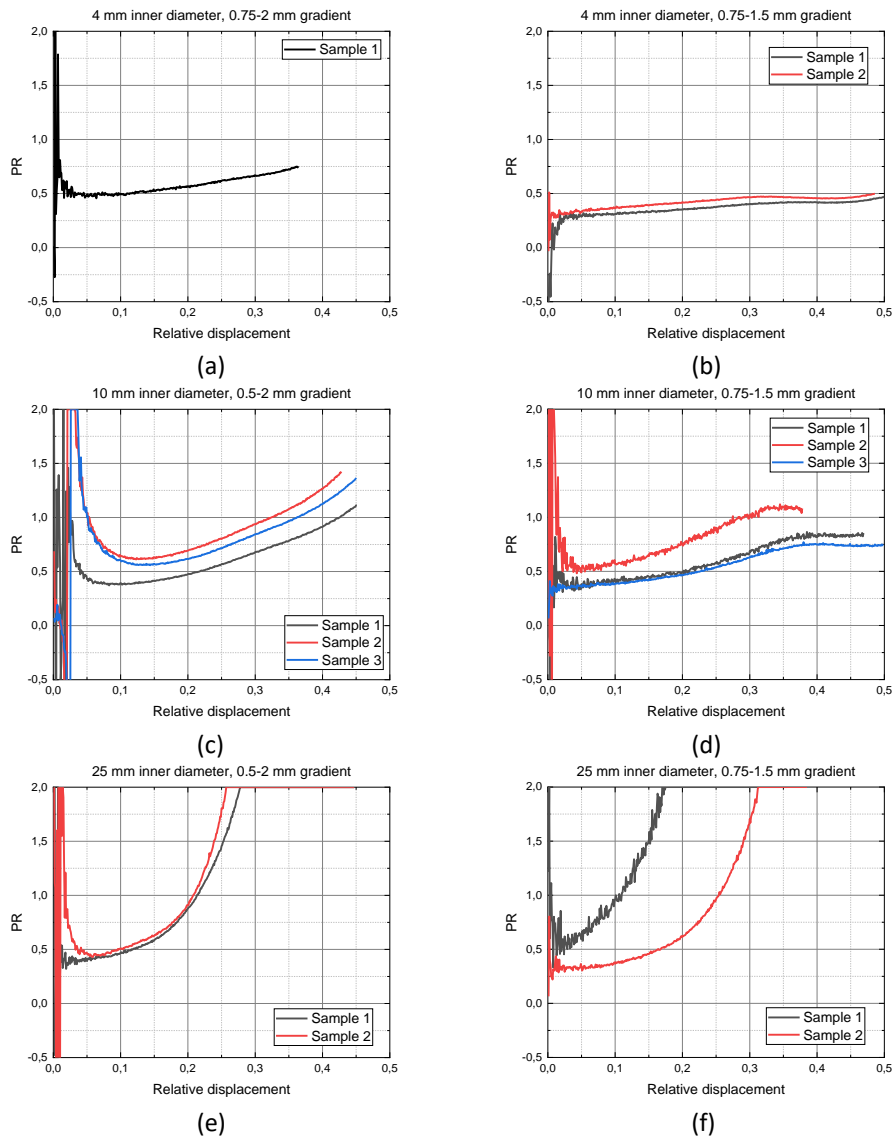 4 mm inner diameter, 0.75-2 mm gradient
Sample 1
2,0
1,5
1,0
0,5
0,0
-0,5
PR
0,0 0,1 0,2 0,3 0,4 0,5
Relative displacement
(a)
4 mm inner diameter, 0.75-1.5 mm gradient
Sample 1
Sample 2
2,0
1,5
1,0
0,5
0,0
-0,5
PR
0,0 0,1 0,2 0,3 0,4 0,5
Relative displacement
(b)
10 mm inner diameter, 0.5-2 mm gradient
2,0
1,5
1,0
0,5
0,0
-0,5
PR
Sample 1
Sample 2
Sample 3
0,0 0,1 0,2 0,3 0,4 0,5
Relative displacement
(c)
10 mm inner diameter, 0.75-1.5 mm gradient
Sample 1
Sample 2
Sample 3
2,0
1,5
1,0
0,5
0,0
-0,5
PR
0,0 0,1 0,2 0,3 0,4 0,5
Relative displacement
(d)
25 mm inner diameter, 0.5-2 mm gradient
2,0
1,5
1,0
0,5
0,0
-0,5
PR
Sample 1
Sample 2
0,0 0,1 0,2 0,3 0,4 0,5
Relative displacement
(e)
25 mm inner diameter, 0.75-1.5 mm gradient
2,0
1,5
1,0
0,5
0,0
-0,5
PR
Sample 1
Sample 2
0,0 0,1 0,2 0,3 0,4 0,5
Relative displacement
(f)